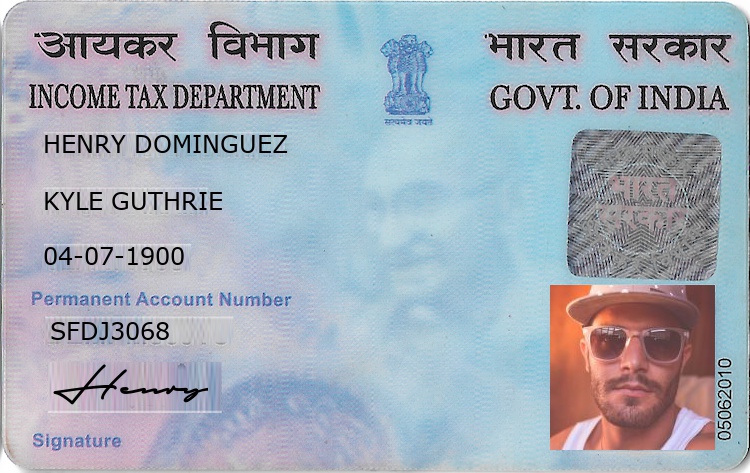 आयकर विभाग भारत सरकार
INCOME TAX DEPARTMENT GOVT. OF INDIA
सत्यमेव जयते
HENRY DOMINGUEZ
KYLE GUTHRIE
04-07-1900
भारत सरकार
Permanent Account Number
SFDJ3068
Henry
Signature
05062010